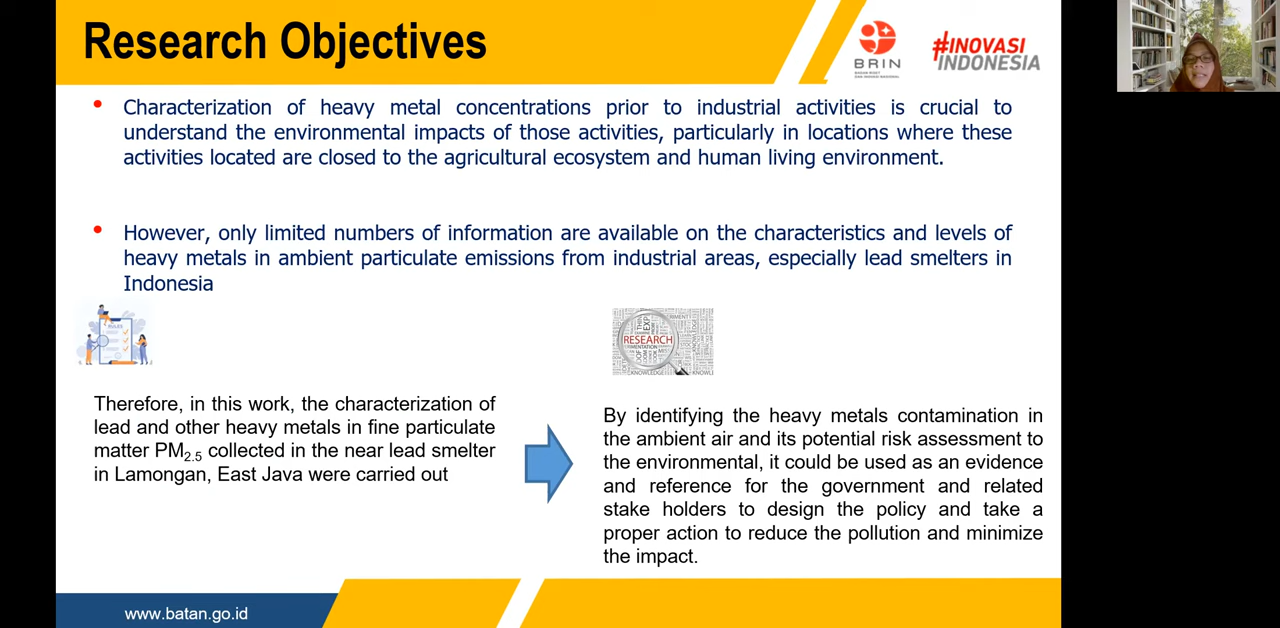 Research Objectives
BRIN
BADAN RISET
DAN INOVASI NASIONAL
#INOVASI
INDONESIA
• Characterization of heavy metal concentrations prior to industrial activities is crucial to
understand the environmental impacts of those activities, particularly in locations where these
activities located are closed to the agricultural ecosystem and human living environment.
• However, only limited numbers of information are available on the characteristics and levels of
heavy metals in ambient particulate emissions from industrial areas, especially lead smelters in
Indonesia
RULES
RESEARCH
Therefore, in this work, the characterization of
lead and other heavy metals in fine particulate
matter PM2.5 collected in the near lead smelter
in Lamongan, East Java were carried out
By identifying the heavy metals contamination in
the ambient air and its potential risk assessment to
the environmental, it could be used as an evidence
and reference for the government and related
stake holders to design the policy and take a
proper action to reduce the pollution and minimize
the impact.
www.batan.go.id